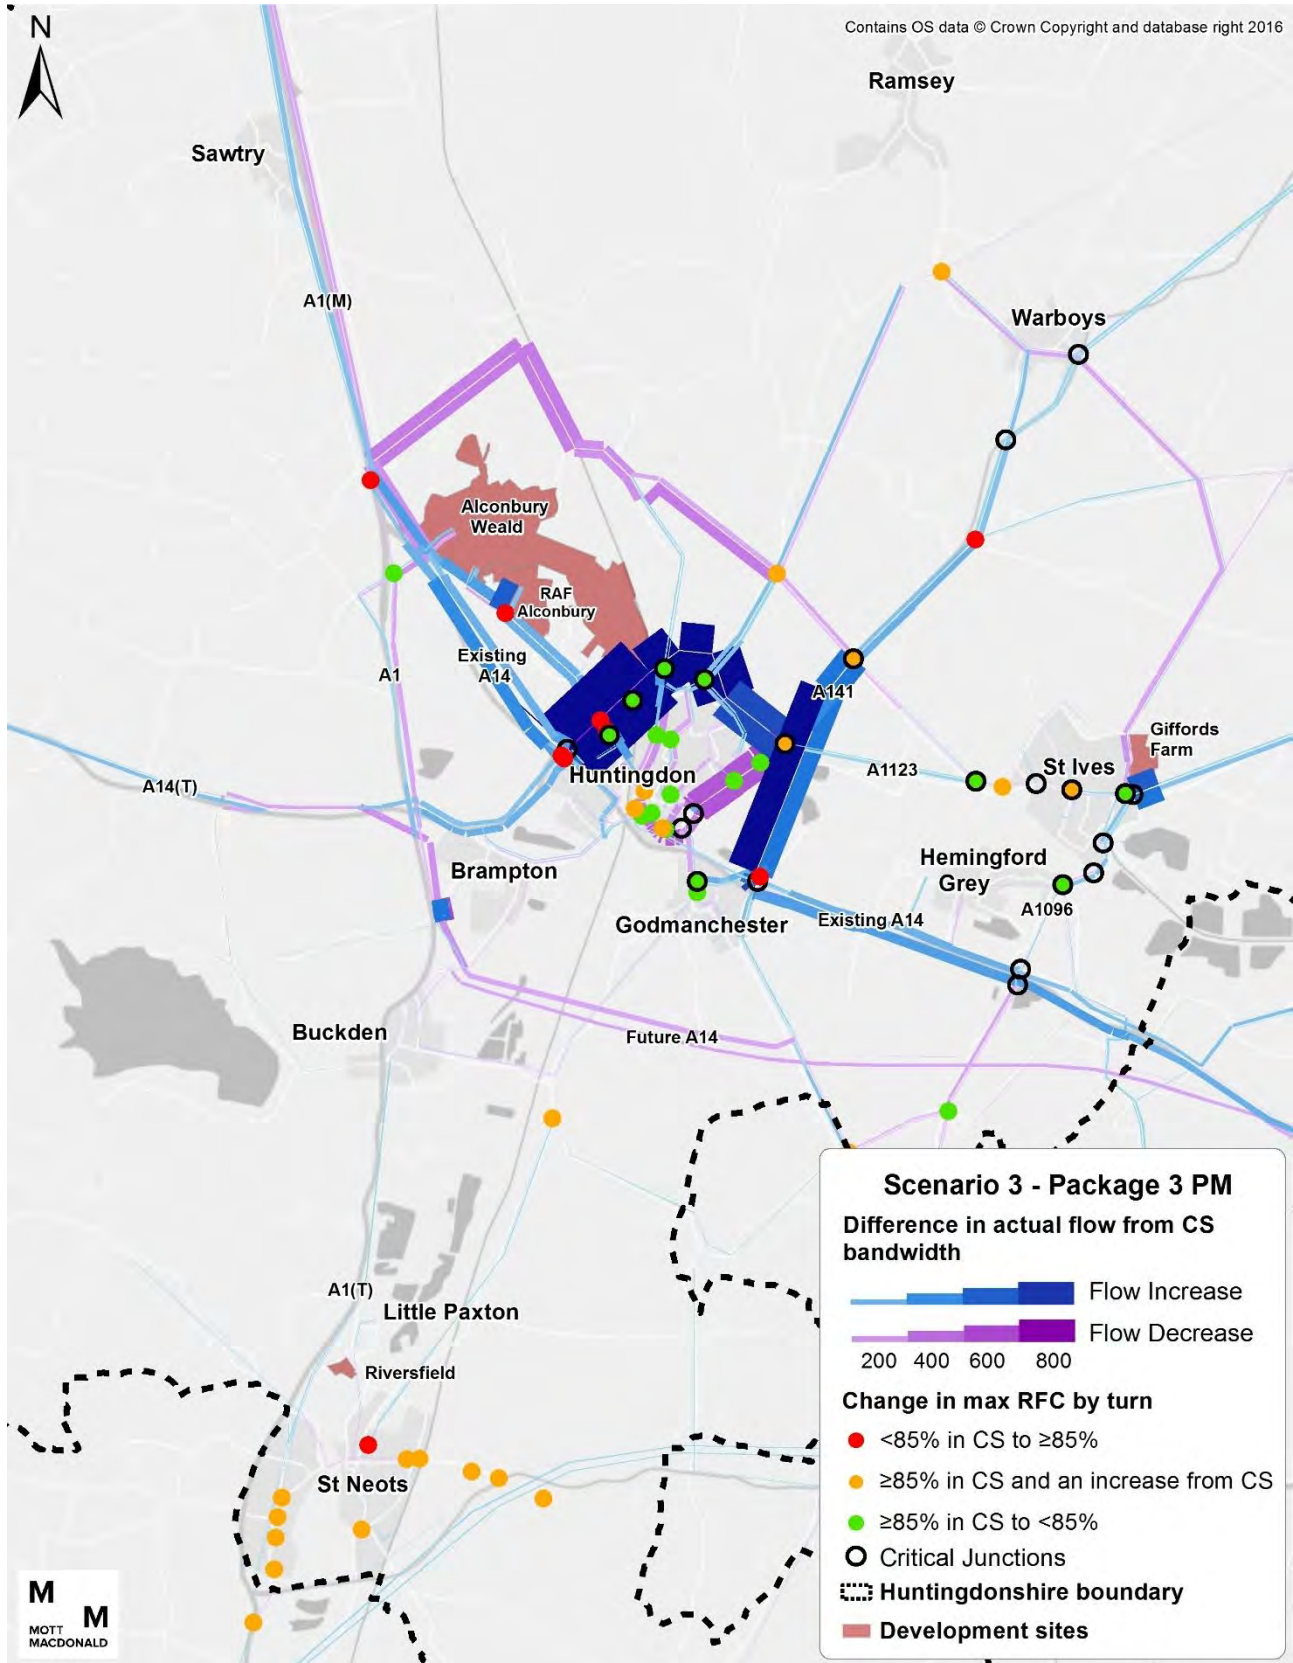 Contains OS data © Crown Copyright and database right 2016
N
Ramsey
Sawtry
A1(M)
Warboys
Alconbury
Weald
RAF
Alconbury
Existing
A14
A1
A141
Giffords
Farm
St Ives
A1123
Huntingdon
A14(T)
Brampton
Hemingford
Grey
A1096
Godmanchester
Existing A14
Buckden
Future A14
A1(T)
Little Paxton
Riversfield
St Neots
Scenario 3 - Package 3 PM
Difference in actual flow from CS
bandwidth
Flow Increase
Flow Decrease
200 400 600 800
Change in max RFC by turn
<85% in CS to ≥85%
≥85% in CS and an increase from CS
≥85% in CS to <85%
Critical Junctions
Huntingdonshire boundary
Development sites
M
M
MOTT
MACDONALD